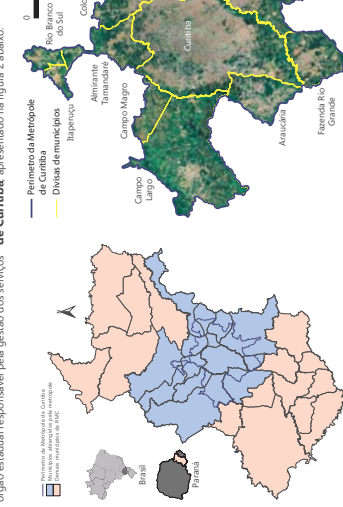 órgão estadual responsável pela gestão dos serviços
de Curitiba, apresentado na figura 2 abaixo.
Perímetro da Metrópole de Curitiba
Municípios abrangidos pela metrópole
Demais municípios da RMC
Brasil
Paraná
Perímetro da Metrópole
de Curitiba
Divisas de municípios
0
Rio Branco
do Sul
Itaperuçu
Almirante
Tamandaré
Campo Magro
Campo
Largo
Curitiba
Araucária
Fazenda Rio
Grande